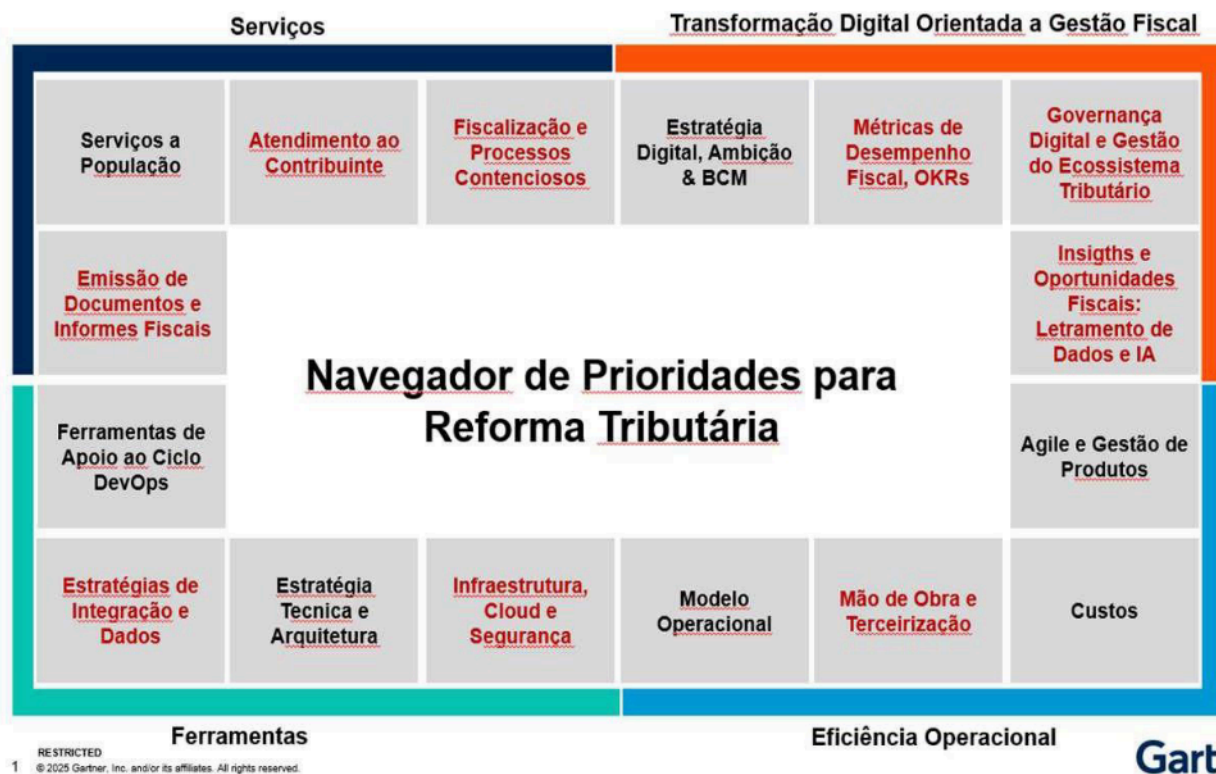 Serviços
Transformação Digital Orientada a Gestão Fiscal
Serviços a
População
Atendimento ao
Contribuinte
Fiscalização e
Processos
Contenciosos
Estratégia
Digital, Ambição
& BCM
Métricas de
Desempenho
Fiscal, OKRs
Governança
Digital e Gestão
do Ecossistema
Tributário
Emissão de
Documentos e
Informes Fiscais
Insigths e
Oportunidades
Fiscais:
Letramento de
Dados e IA
Navegador de Prioridades para
Reforma Tributária
Ferramentas de
Apoio ao Ciclo
DevOps
Agile e Gestão de
Produtos
Estratégias de
Integração e
Dados
Estratégia
Tecnica e
Arquitetura
Infraestrutura,
Cloud e
Segurança
Modelo
Operacional
Mão de Obra e
Terceirização
Custos
Ferramentas
Eficiência Operacional
RESTRICTED
1 © 2025 Gartner, Inc. and/or its affiliates. All rights reserved.
Gart